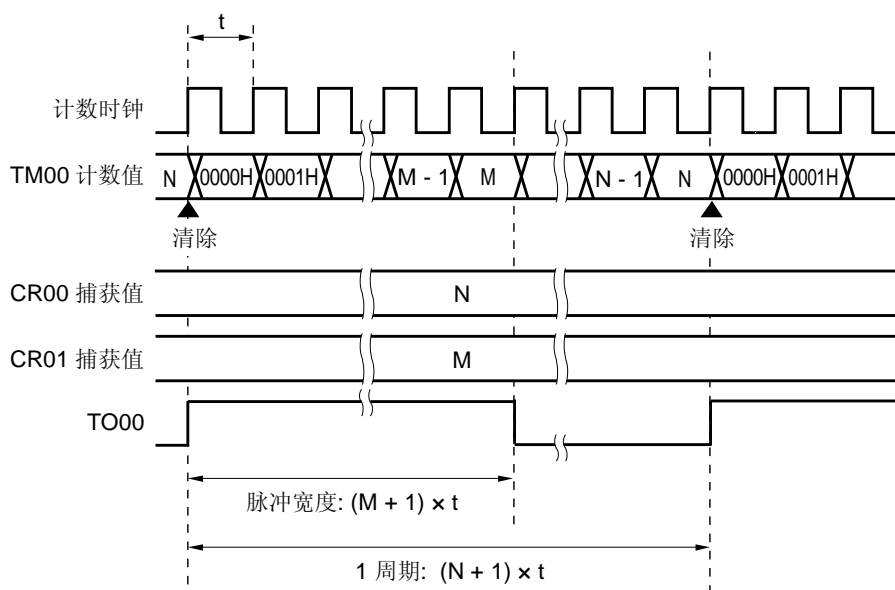 t
计数时钟
TM00 计数值 N 0000H 0001H M - 1 M N - 1 N 0000H 0001H
清除 清除
CR00 捕获值 N
CR01 捕获值 M
TO00
脉冲宽度: (M + 1) × t
1 周期: (N + 1) × t